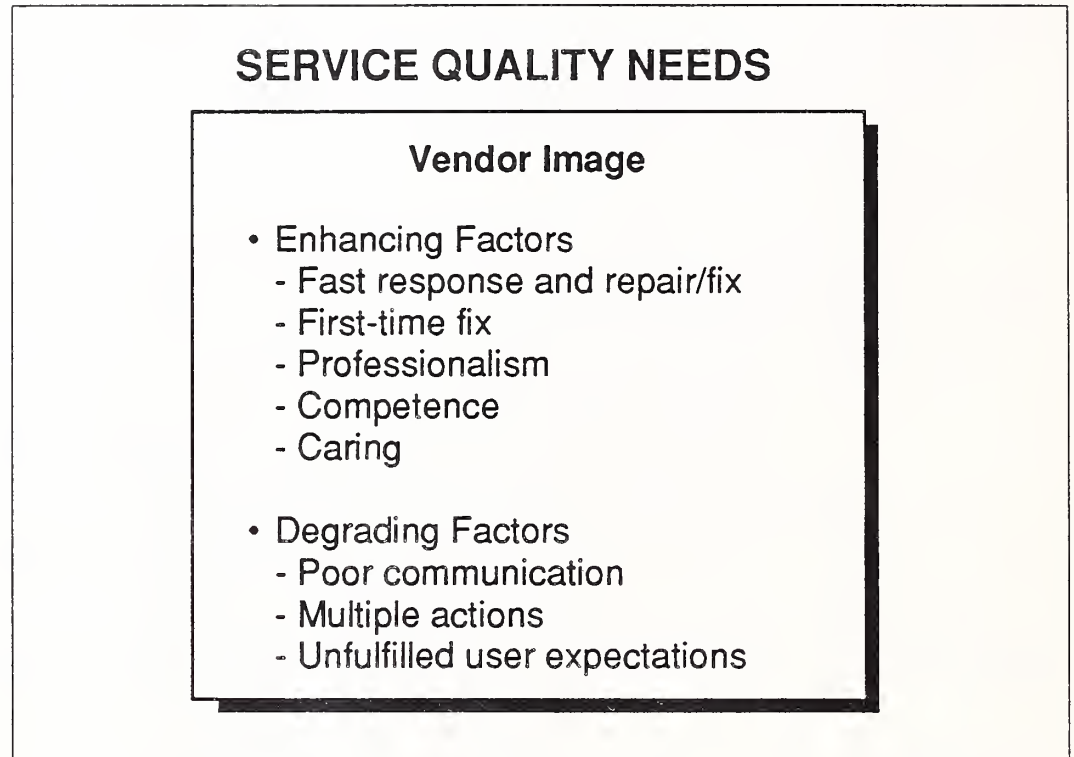 SERVICE QUALITY NEEDS
Vendor Image
• Enhancing Factors
- Fast response and repair/fix
- First-time fix
- Professionalism
- Competence
- Caring
• Degrading Factors
- Poor communication
- Multiple actions
- Unfulfilled user expectations